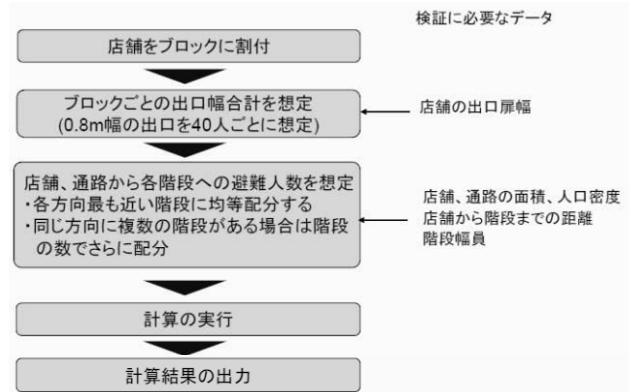 検証に必要なデータ
店舗をブロックに割付
ブロックごとの出口幅合計を想定
(0.8m幅の出口を40人ごとに想定)
店舗の出口扉幅
店舗、通路から各階段への避難人数を想定
・各方向最も近い階段に均等配分する
・同じ方向に複数の階段がある場合は階段
の数でさらに配分
店舗、通路の面積、人口密度
店舗から階段までの距離
階段幅員
計算の実行
計算結果の出力